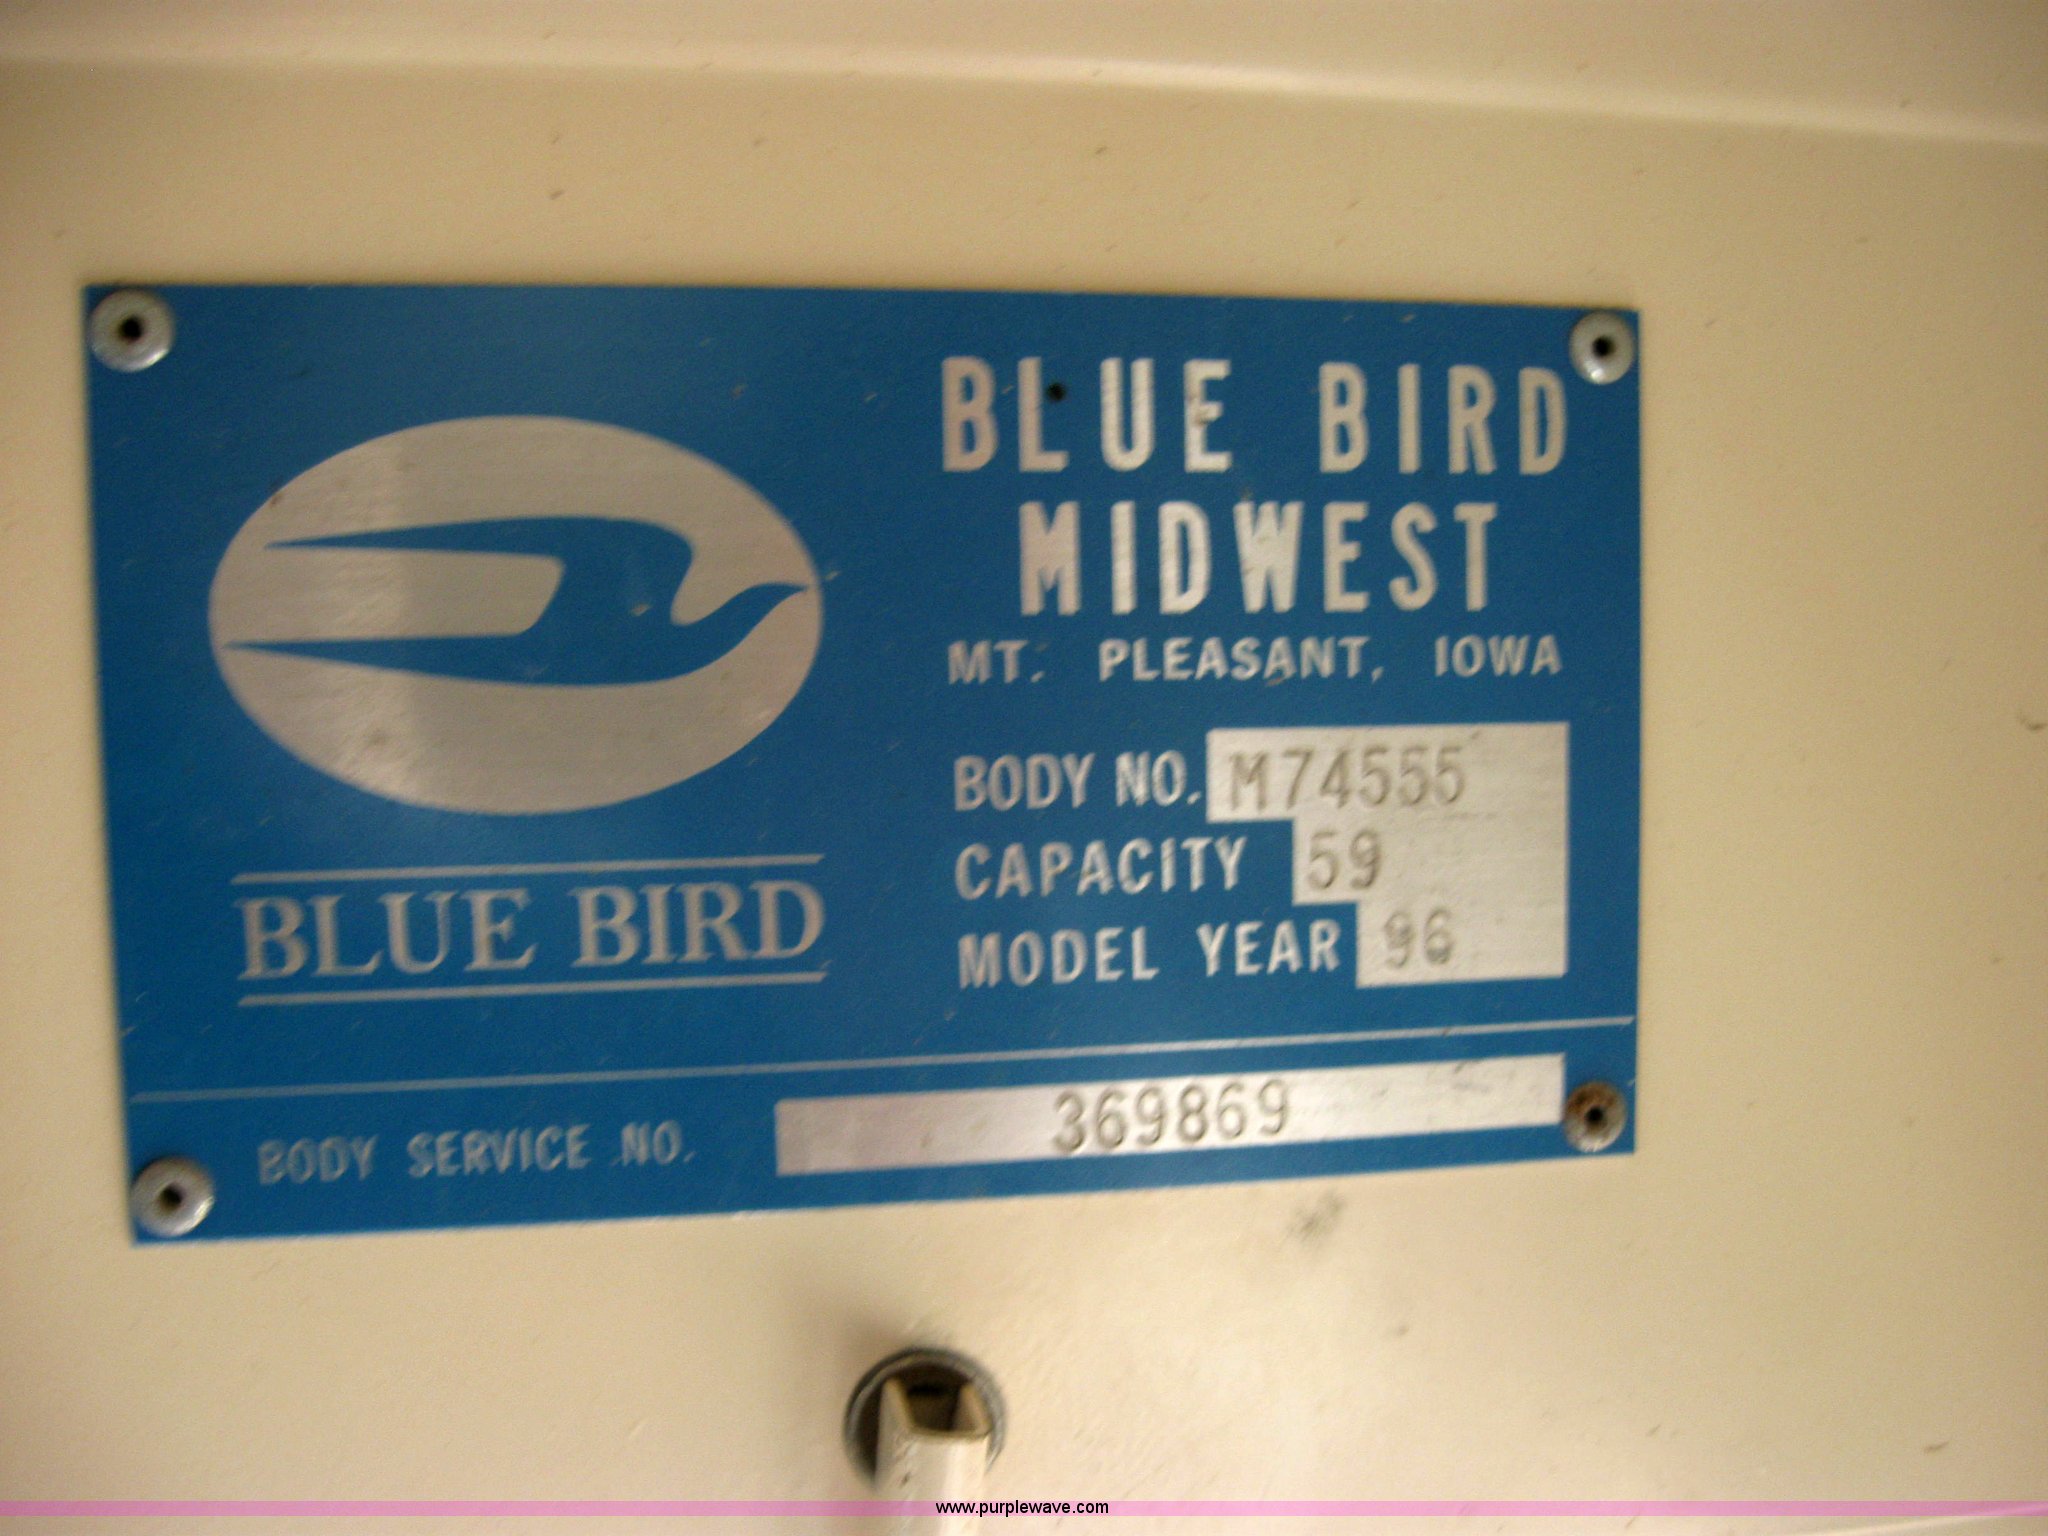 BLUE BIRD
MIDWEST
MT. PLEASANT, IOWA
BODY NO. M74555
CAPACITY 59
MODEL YEAR 96
BLUE BIRD
BODY SERVICE NO. 369869
www.purplewave.com